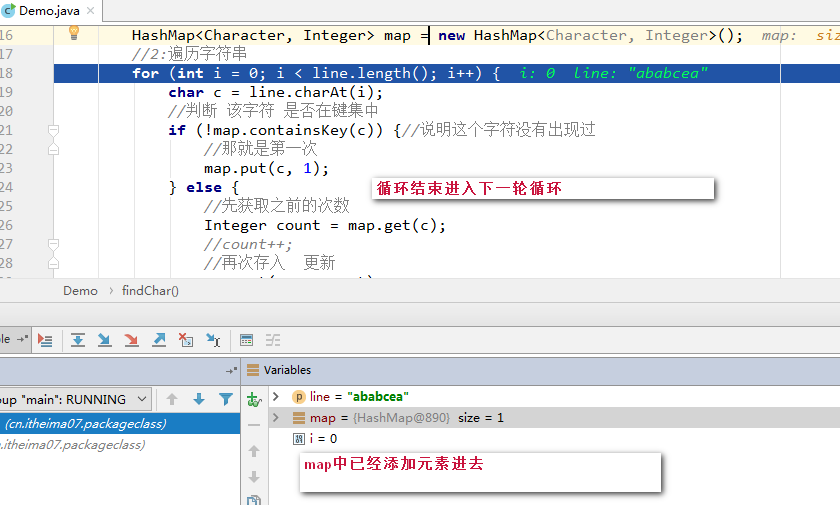 Demo.java
16 HashMap<Character, Integer> map = new HashMap<Character, Integer>(); map: siz
17 //2:遍历字符串
18 for (int i = 0; i < line.length(); i++) { i: 0 line: "ababcea"
19 char c = line.charAt(i);
20 //判断 该字符 是否在键集中
21 if (!map.containsKey(c)) {//说明这个字符没有出现过
22 //那就是第一次
23 map.put(c, 1);
24 } else {
循环结束进入下一轮循环
25 //先获取之前的次数
26 Integer count = map.get(c);
27 //count++;
28 //再次存入 更新
Demo › findChar()
le
Variables
oup "main": RUNNING
line = "ababcea"
(cn.itheima07.packageclass)
map = {HashMap@890} size = 1
n.itheima07.packageclass)
i = 0
map中已经添加元素进去